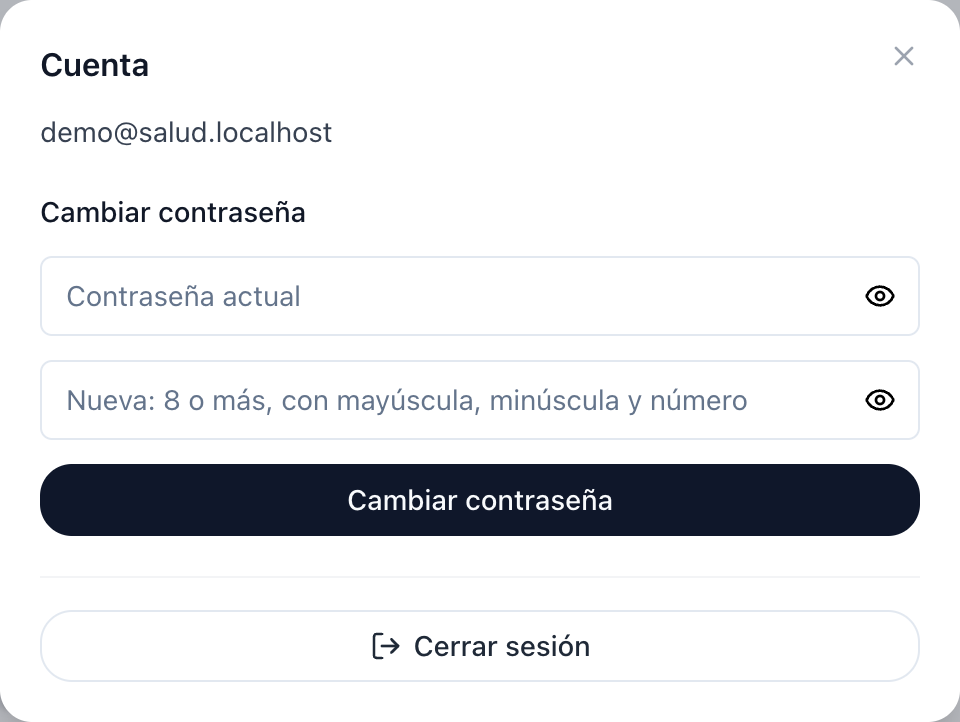 Cuenta
demo@salud.localhost
Cambiar contraseña
Contraseña actual
Nueva: 8 o más, con mayúscula, minúscula y número
Cambiar contraseña
Cerrar sesión